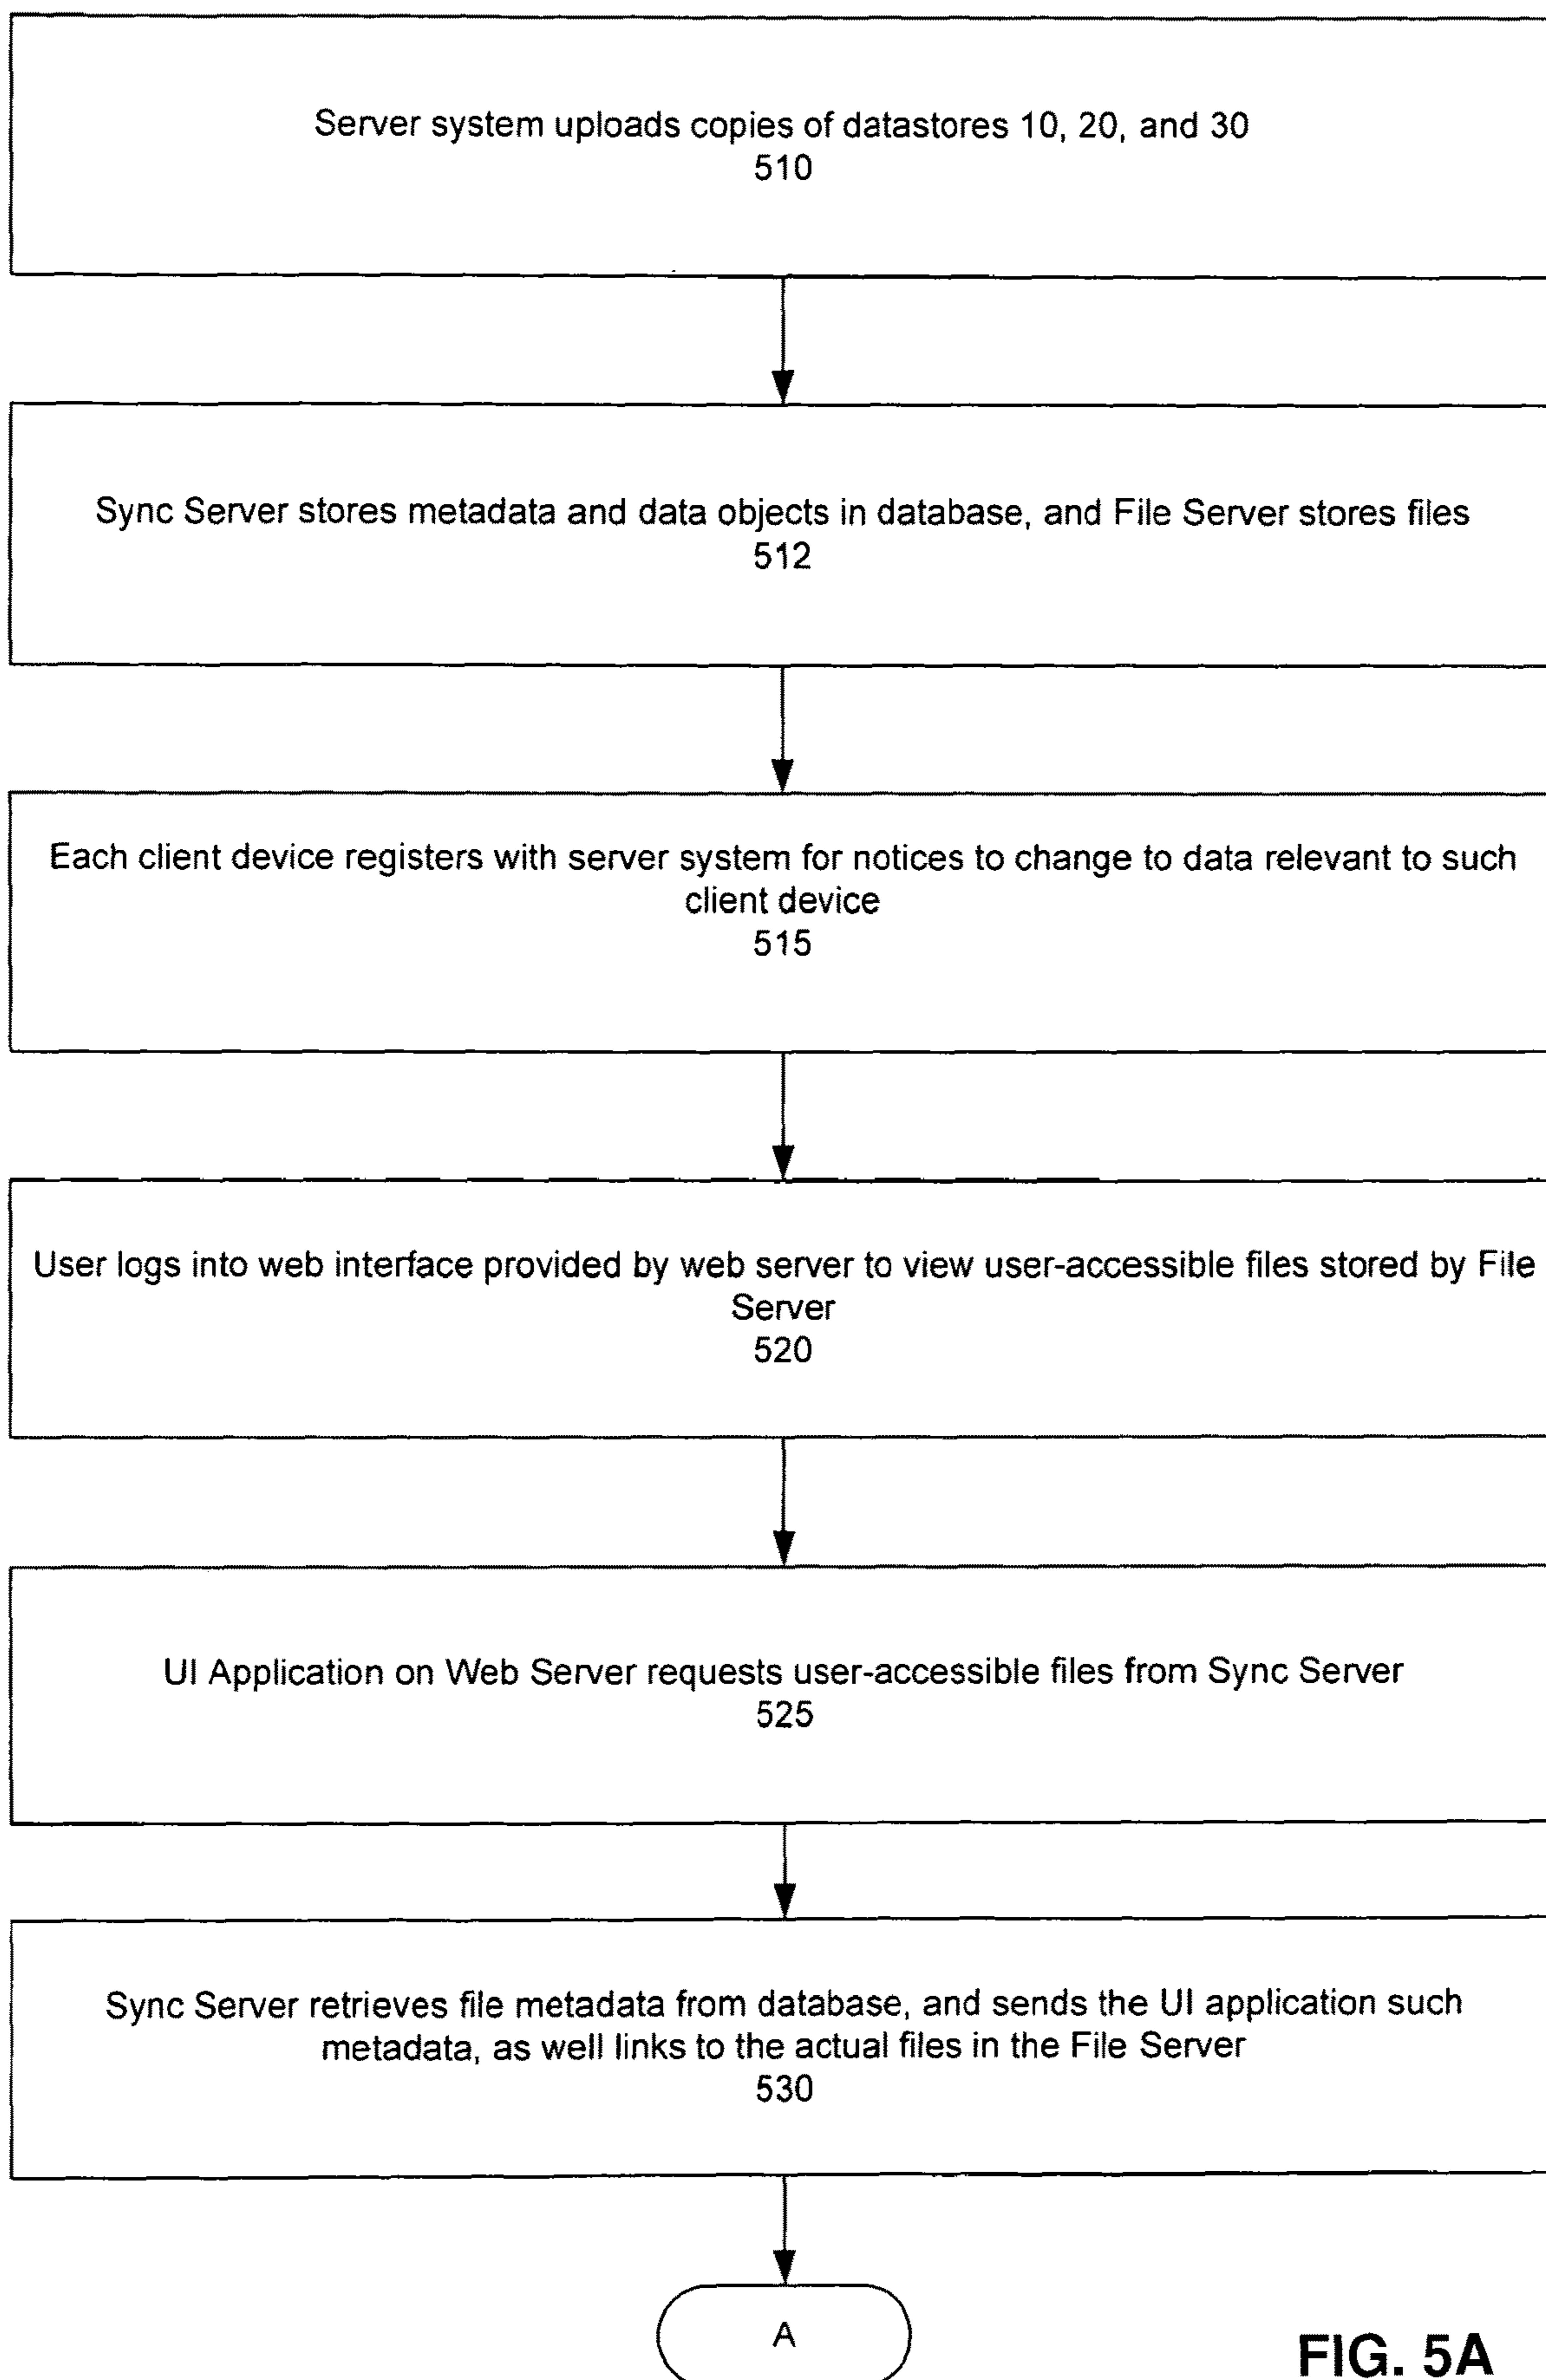 Server system uploads copies of datastores 10, 20, and 30
510
Sync Server stores metadata and data objects in database, and File Server stores files
512
Each client device registers with server system for notices to change to data relevant to such
client device
515
User logs into web interface provided by web server to view user-accessible files stored by File
Server
520
UI Application on Web Server requests user-accessible files from Sync Server
525
Sync Server retrieves file metadata from database, and sends the UI application such
metadata, as well links to the actual files in the File Server
530
A
FIG. 5A